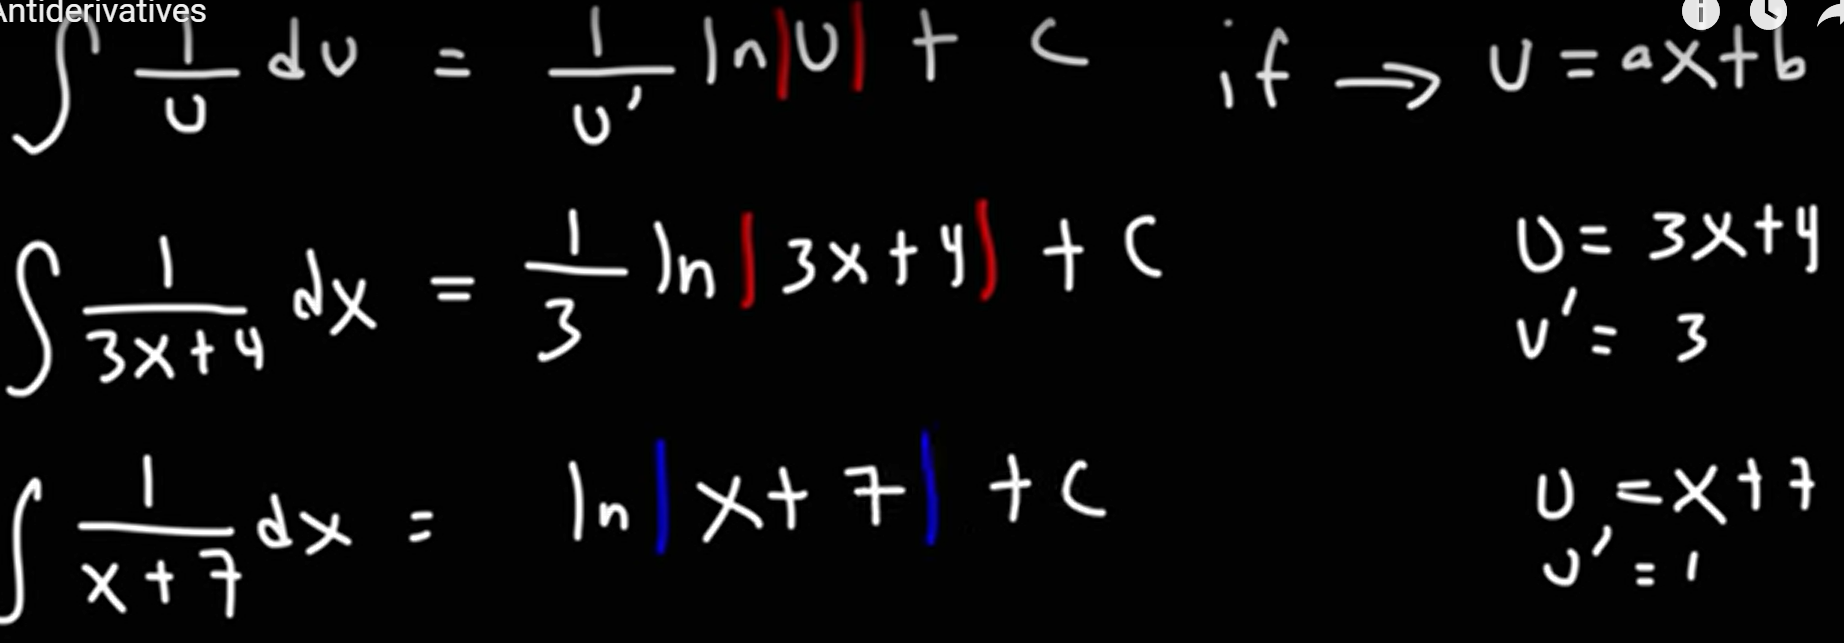 Antiderivatives
∫ 1/u du = 1/u' ln|u| + C if → u = ax+b
∫ 1/3x+4 dx = 1/3 ln|3x+4| + C u = 3x+4
u' = 3
∫ 1/x+7 dx = ln|x+7| + C u = x+7
u' = 1